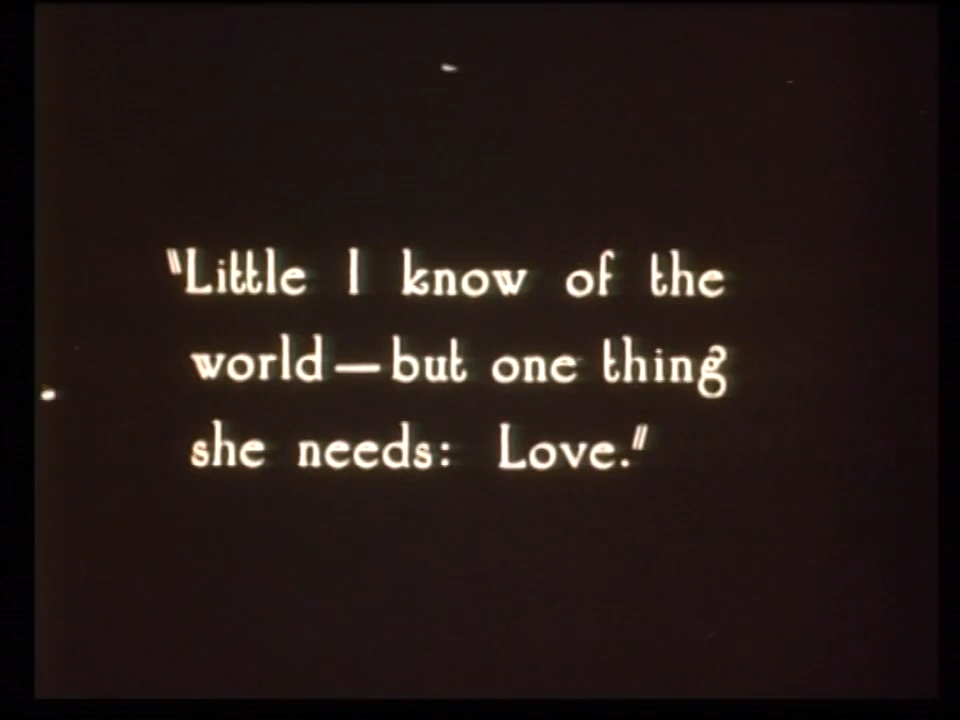 "Little I know of the
world—but one thing
she needs: Love."